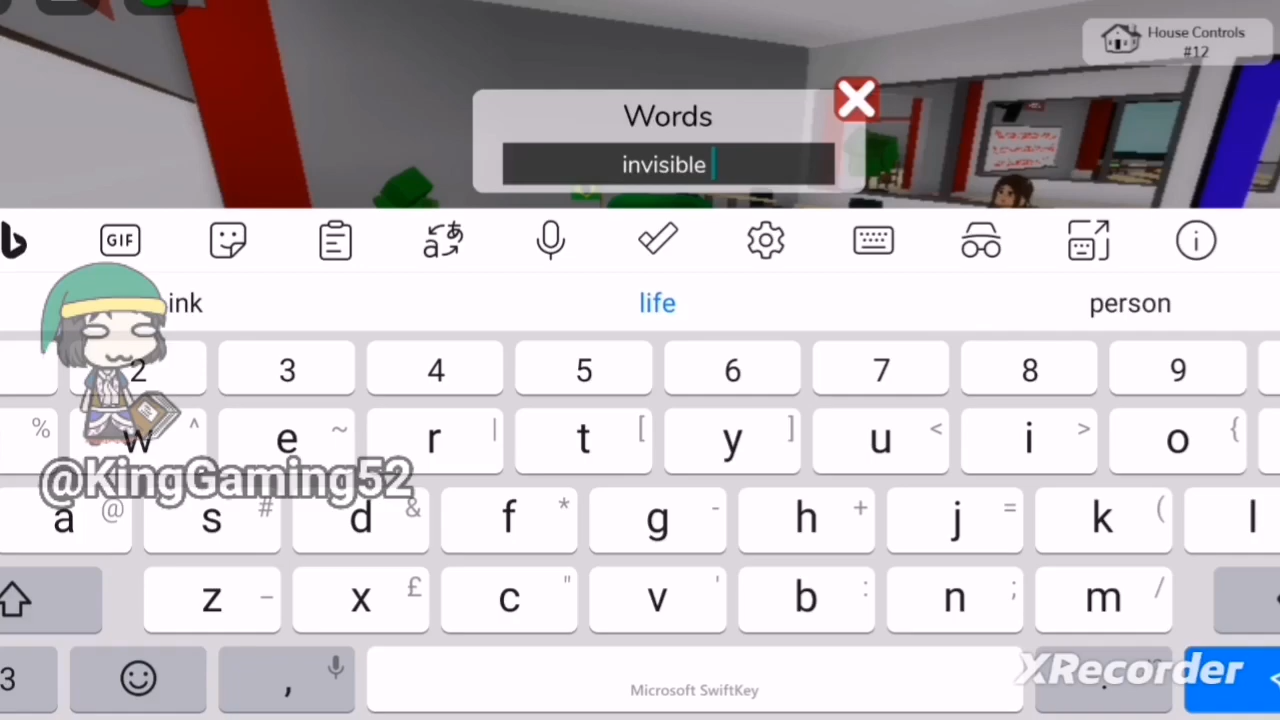 House Controls
#12
Words
invisible
GIF
ink
life
person
2 3 4 5 6 7 8 9
% w ^ e ~ r | t [ y ] u < i > o {
@KingGaming52
a @ s # d & f * g - h + j = k ( l
z _ x £ c " v ' b : n ; m /
3 , Microsoft SwiftKey .
XRecorder